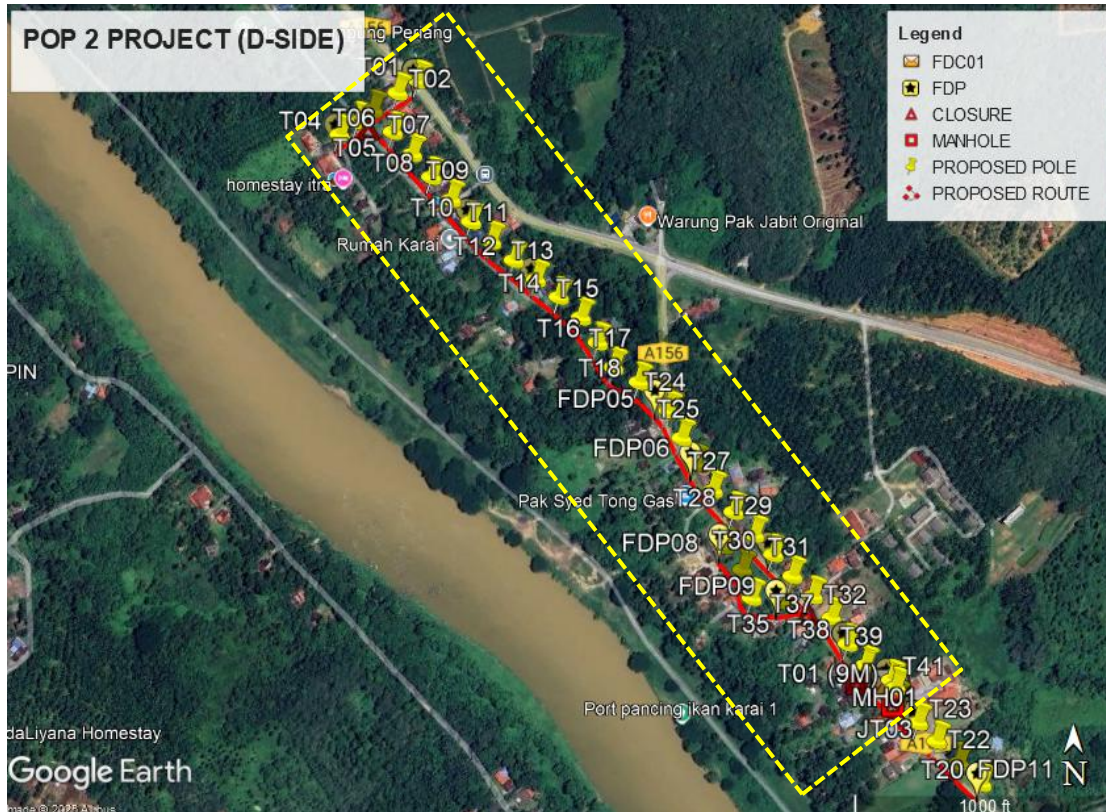 POP 2 PROJECT (D-SIDE)
Legend
FDC01
FDP
CLOSURE
MANHOLE
PROPOSED POLE
PROPOSED ROUTE
T01
T02
T04
T06
T05
T07
T08
T09
homestay itra
T10
T11
Rumah Karai
T12
Warung Pak Jabit Original
T13
T14
T15
T16
T17
T18
A156
T24
FDP05
T25
FDP06
T27
Pak Syed Tong Gas
T28
T29
FDP08
T30
T31
FDP09
T32
T37
T35
T38
T39
T01 (9M)
T41
MH01
Port pancing ikan karai 1
T23
JT03
T22
daLiyana Homestay
T20
FDP11
Google Earth
N
1000 ft
PIN